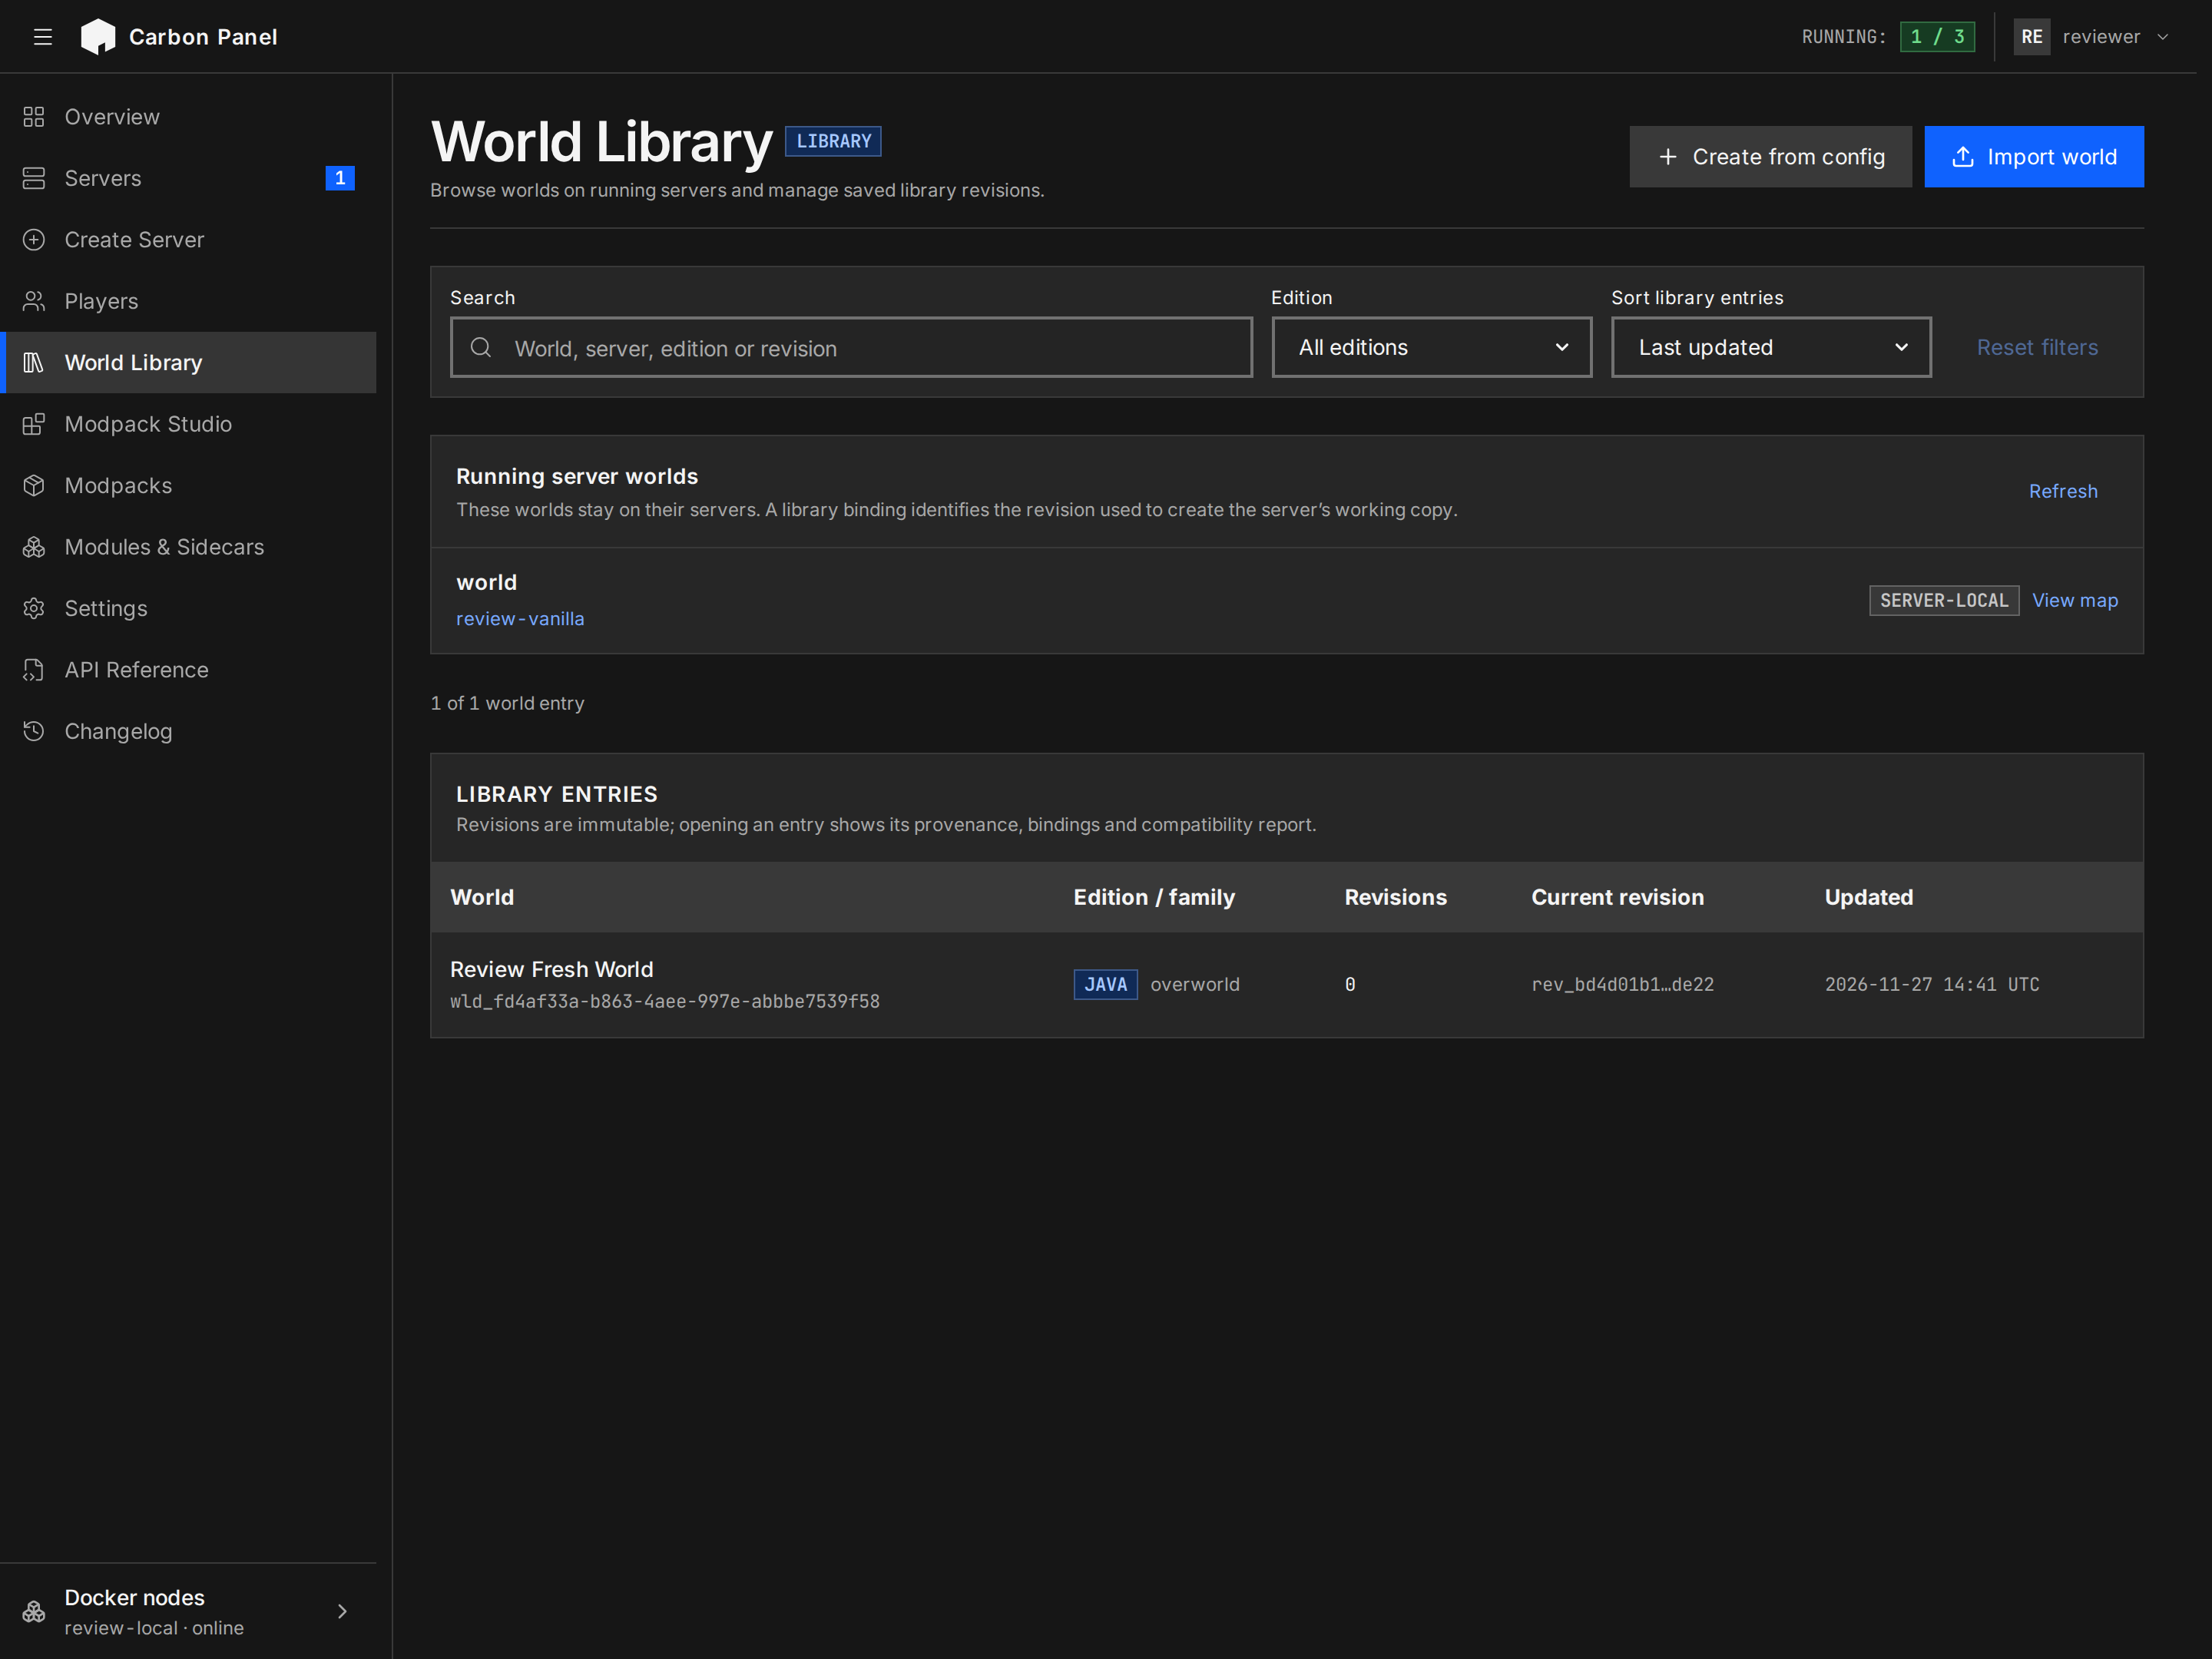 Carbon Panel
RUNNING: 1 / 3
RE reviewer
Overview
Servers 1
Create Server
Players
World Library
Modpack Studio
Modpacks
Modules & Sidecars
Settings
API Reference
Changelog
Docker nodes
review-local · online
World Library LIBRARY
Browse worlds on running servers and manage saved library revisions.
Create from config
Import world
Search
World, server, edition or revision
Edition
All editions
Sort library entries
Last updated
Reset filters
Running server worlds
These worlds stay on their servers. A library binding identifies the revision used to create the server’s working copy.
Refresh
world
review-vanilla
SERVER-LOCAL View map
1 of 1 world entry
LIBRARY ENTRIES
Revisions are immutable; opening an entry shows its provenance, bindings and compatibility report.
World Edition / family Revisions Current revision Updated
Review Fresh World
wld_fd4af33a-b863-4aee-997e-abbbe7539f58
JAVA overworld 0 rev_bd4d01b1…de22 2026-11-27 14:41 UTC